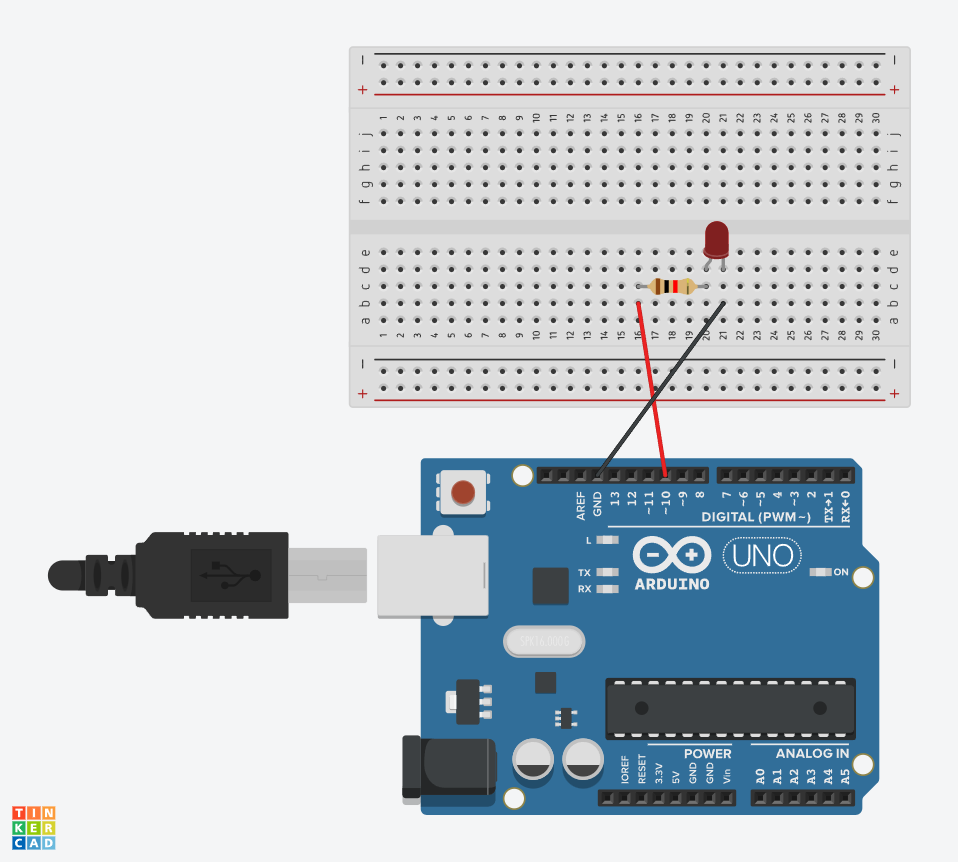 − −
+ +
1 2 3 4 5 6 7 8 9 10 11 12 13 14 15 16 17 18 19 20 21 22 23 24 25 26 27 28 29 30
j j
i i
h h
g g
f f
e e
d d
c c
b b
a a
1 2 3 4 5 6 7 8 9 10 11 12 13 14 15 16 17 18 19 20 21 22 23 24 25 26 27 28 29 30
− −
+ +
AREF GND 13 12 ~11 ~10 ~9 8 7 ~6 ~5 4 ~3 2 TX→1 RX←0
DIGITAL (PWM~)
L
TX
RX
ARDUINO
UNO
ON
SPK16.000G
POWER
ANALOG IN
IOREF RESET 3.3V 5V GND GND Vin A0 A1 A2 A3 A4 A5
TIN
KER
CAD